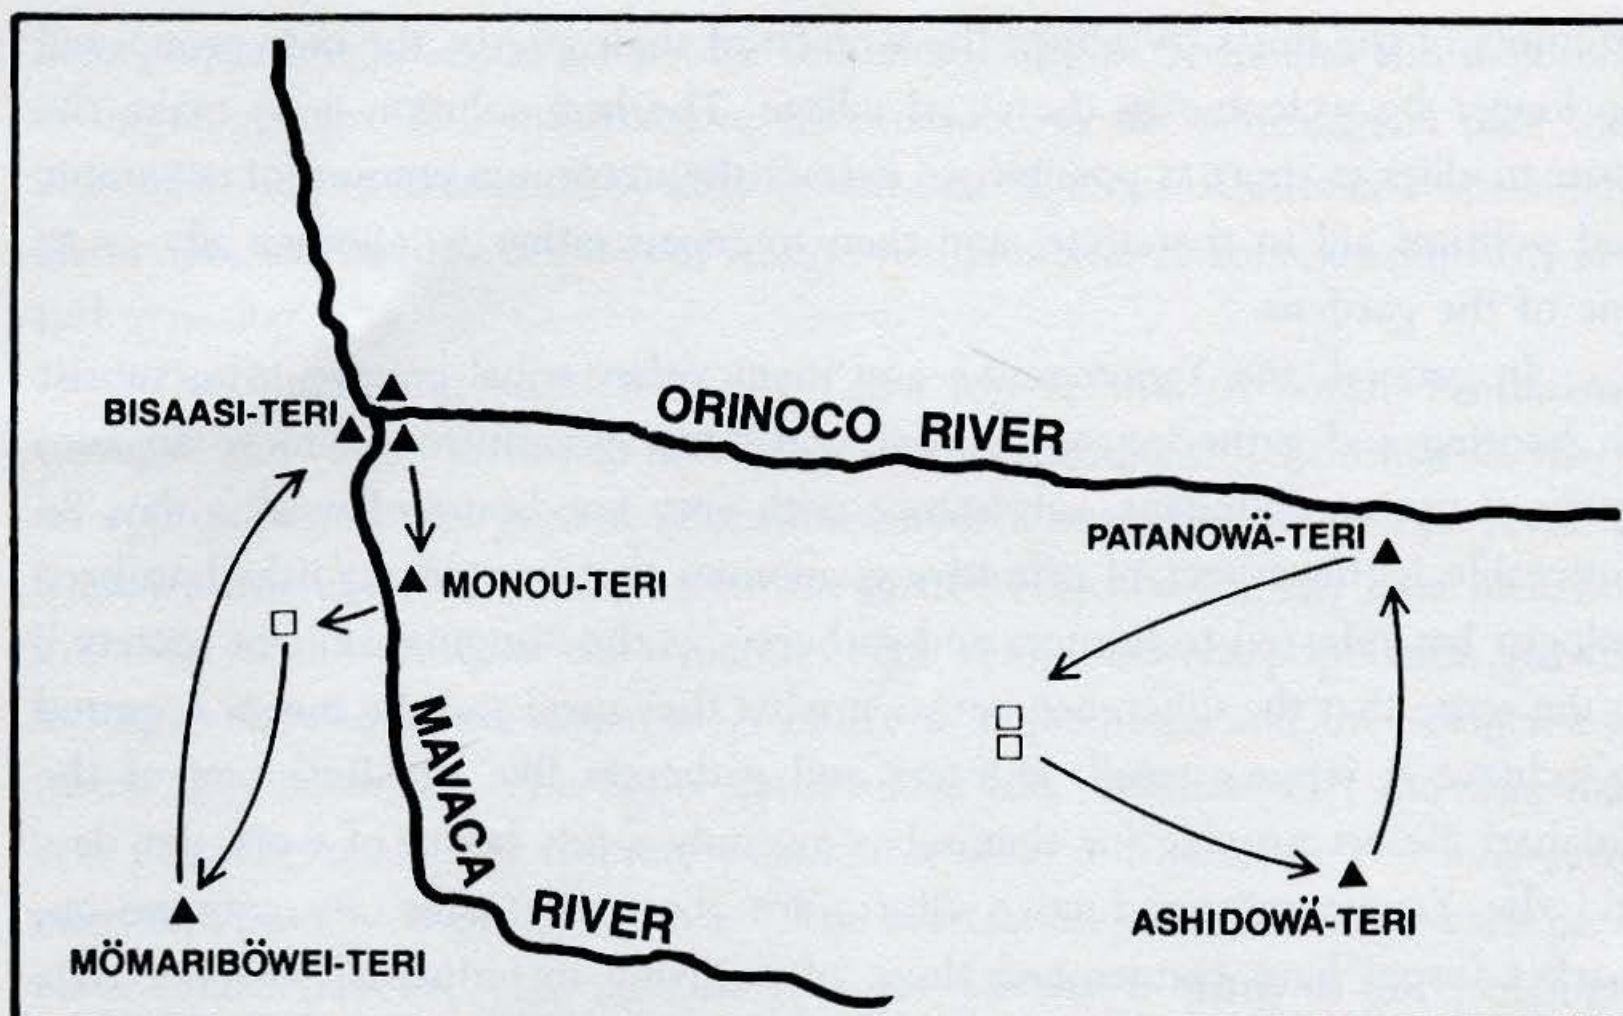 BISAASI-TERI
ORINOCO RIVER
PATANOWÄ-TERI
MONOU-TERI
MAVACA
RIVER
ASHIDOWÄ-TERI
MÖMARIBÖWEI-TERI